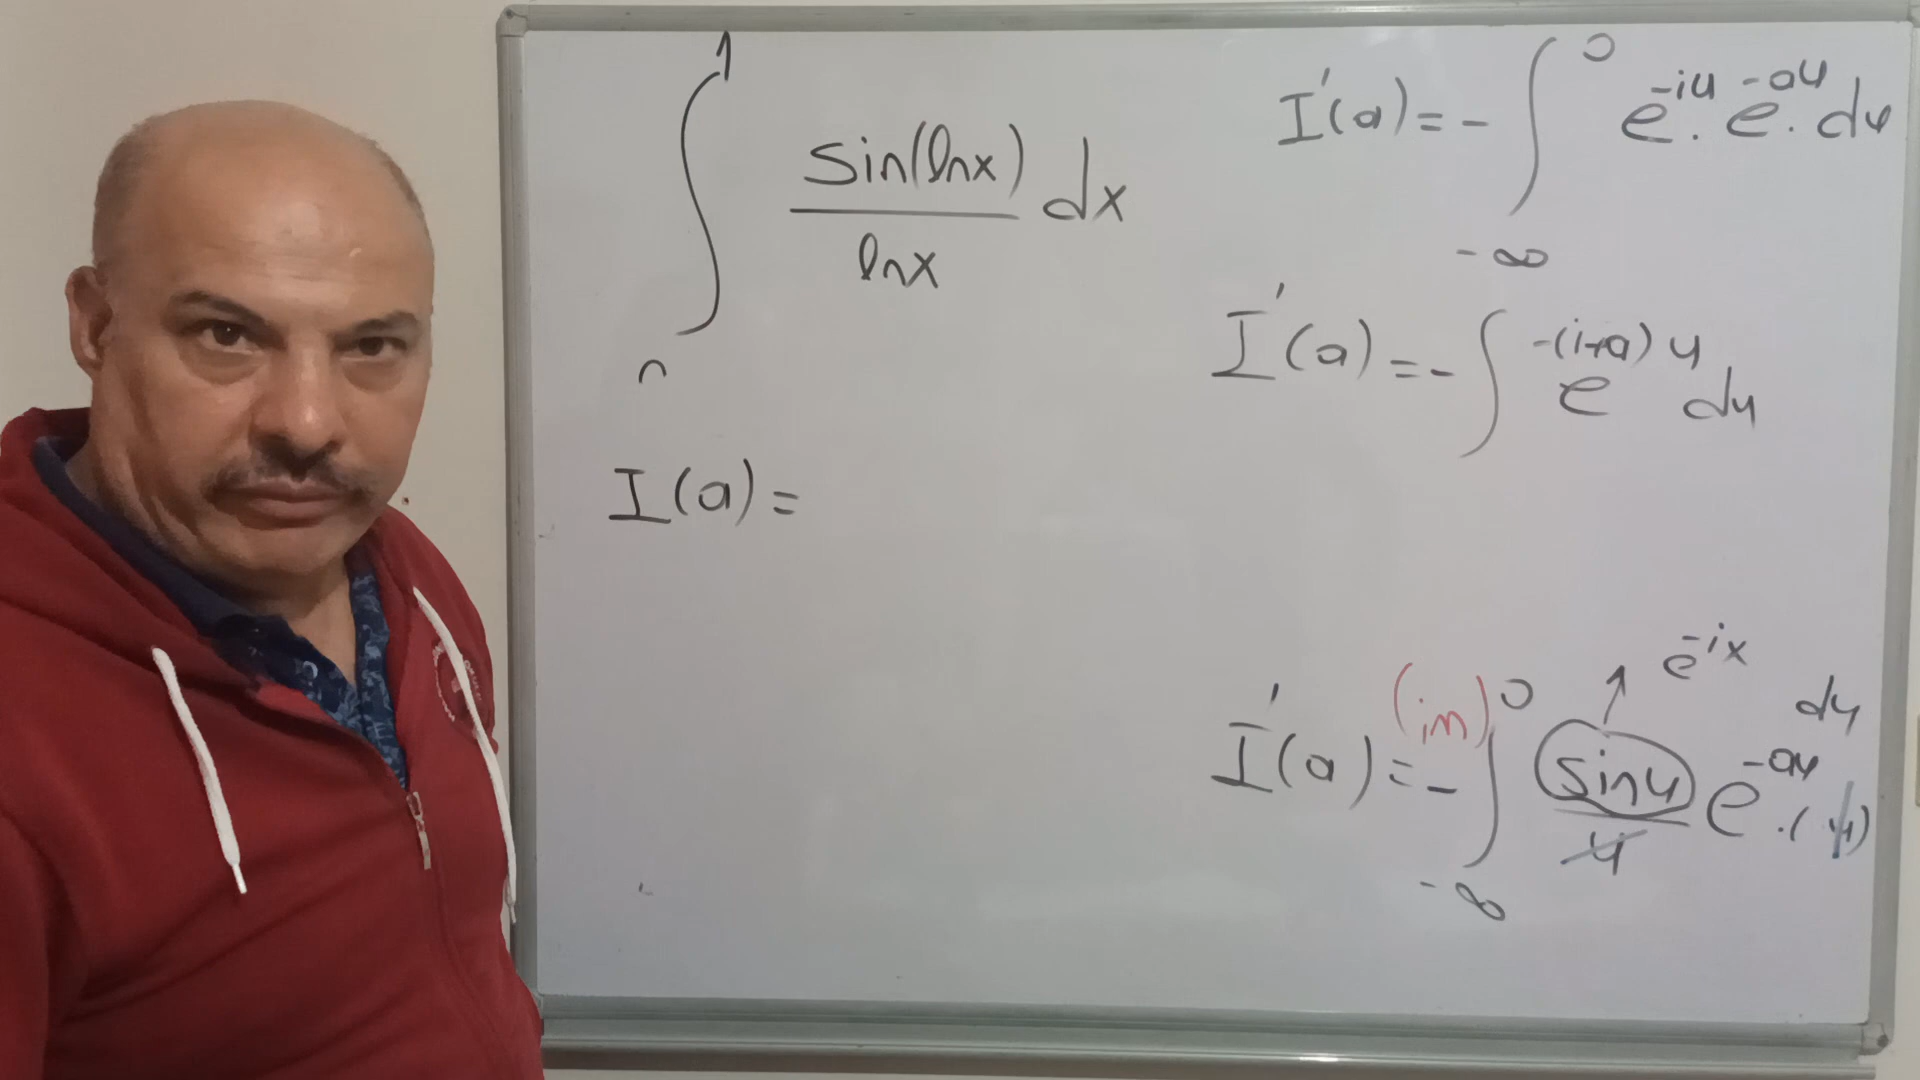 ∫₀¹ sin(lnx)/lnx dx
I(a) =
I'(a) = - ∫_{-∞}^{0} e^{-iu} . e^{-au} . du
I'(a) = - ∫ e^{-(i+a)u} du
I'(a) = - (im) ∫_{-∞}^{0} sinu/u e^{-au} . (u) du
e^{-ix}